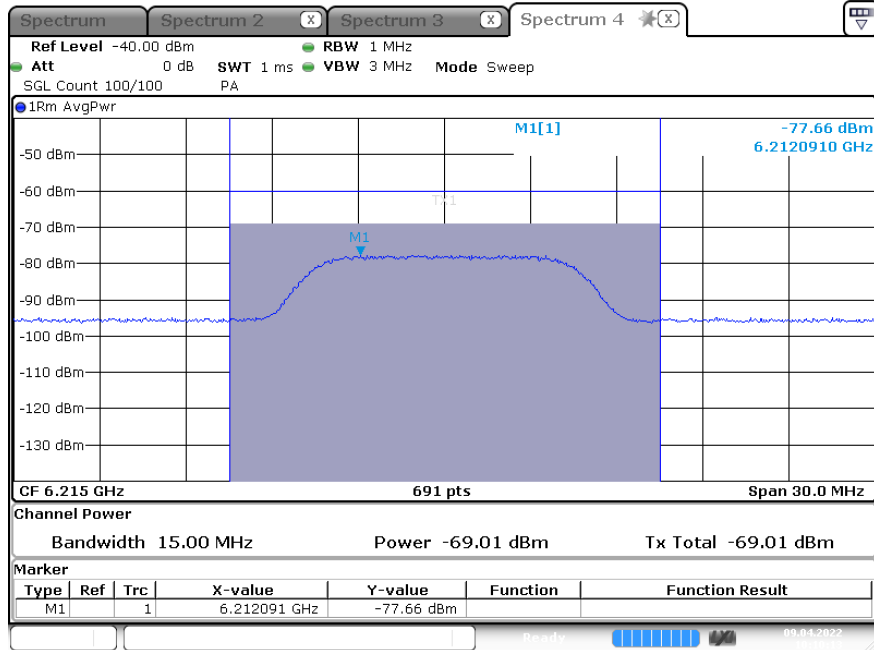 Spectrum Spectrum 2 X Spectrum 3 X Spectrum 4 X
Ref Level -40.00 dBm RBW 1 MHz
Att 0 dB SWT 1 ms VBW 3 MHz Mode Sweep
SGL Count 100/100 PA
1Rm AvgPwr
M1[1] -77.66 dBm
6.2120910 GHz
-50 dBm
-60 dBm
Tx1
-70 dBm
M1
-80 dBm
-90 dBm
-100 dBm
-110 dBm
-120 dBm
-130 dBm
CF 6.215 GHz 691 pts Span 30.0 MHz
Channel Power
Bandwidth 15.00 MHz Power -69.01 dBm Tx Total -69.01 dBm
Marker
Type Ref Trc X-value Y-value Function Function Result
M1 1 6.212091 GHz -77.66 dBm
Ready 09.04.2022